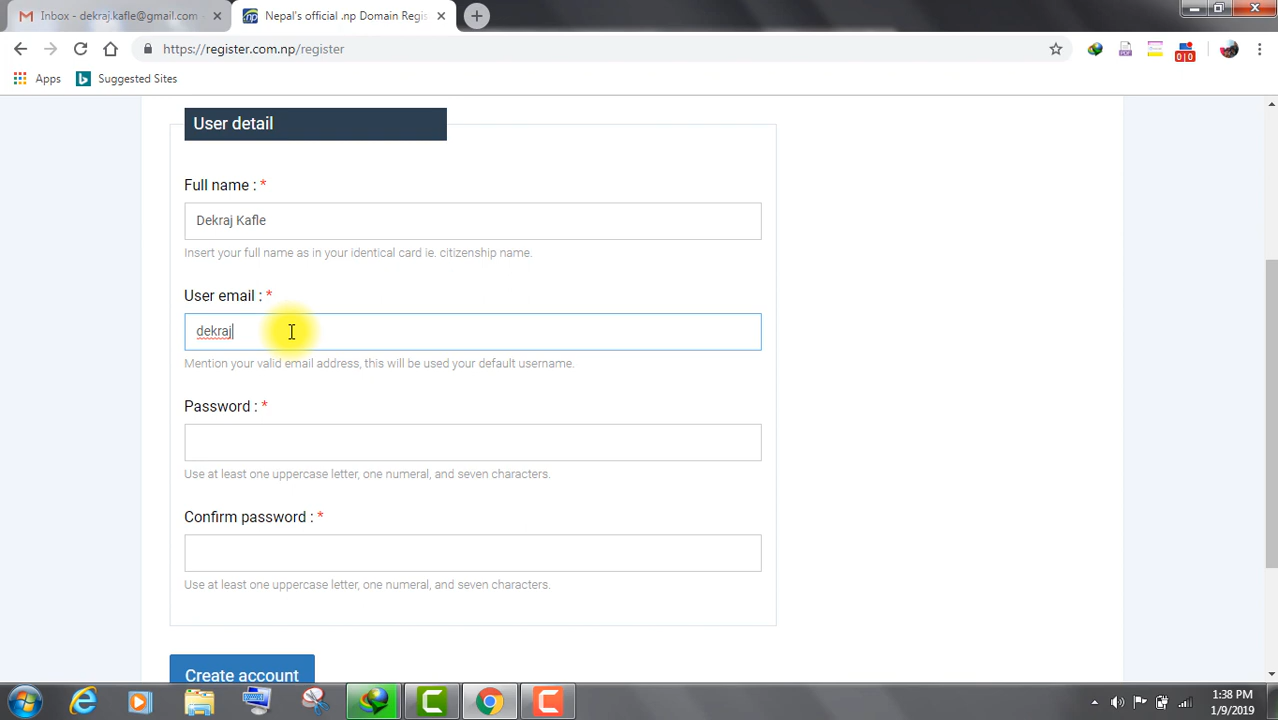 Inbox - dekraj.kafle@gmail.com
Nepal's official .np Domain Regis
https://register.com.np/register
Apps
Suggested Sites
0|0
User detail
Full name : *
Dekraj Kafle
Insert your full name as in your identical card ie. citizenship name.
User email : *
dekraj
Mention your valid email address, this will be used your default username.
Password : *
Use at least one uppercase letter, one numeral, and seven characters.
Confirm password : *
Use at least one uppercase letter, one numeral, and seven characters.
Create account
1:38 PM
1/9/2019